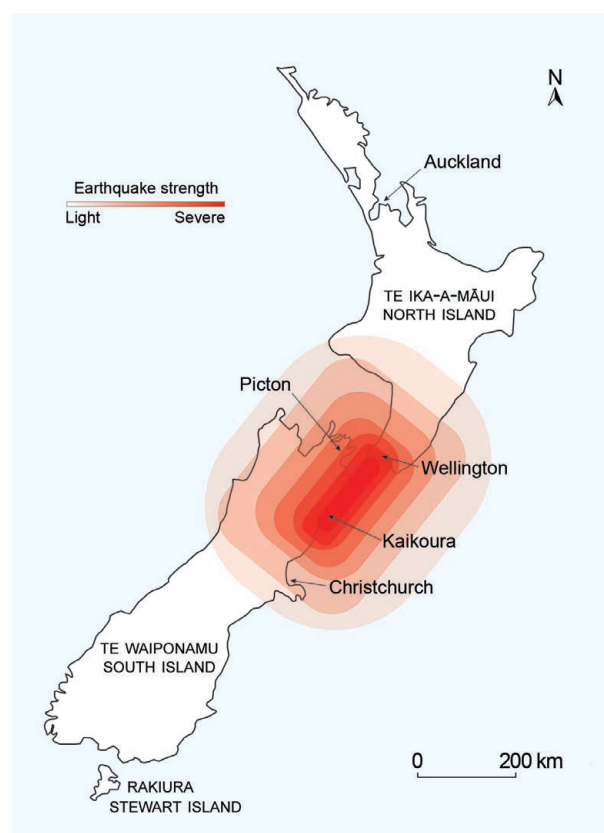 N
Auckland
Earthquake strength
Light Severe
TE IKA-A-MĀUI
NORTH ISLAND
Picton
Wellington
Kaikoura
Christchurch
TE WAIPONAMU
SOUTH ISLAND
0 200 km
RAKIURA
STEWART ISLAND